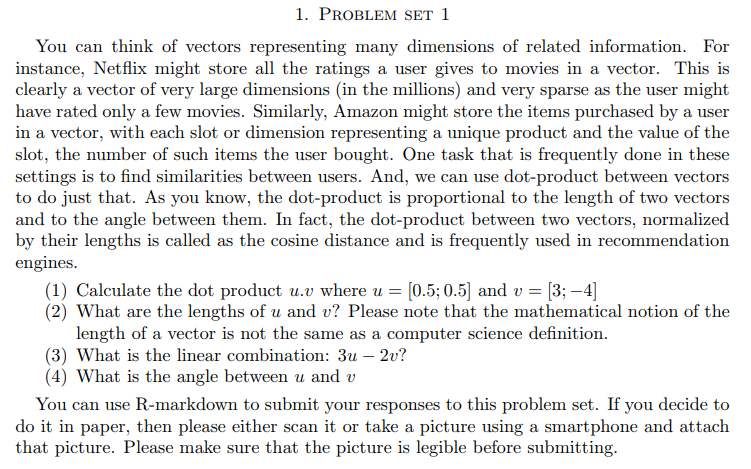 1. Problem set 1
You can think of vectors representing many dimensions of related information. For
instance, Netflix might store all the ratings a user gives to movies in a vector. This is
clearly a vector of very large dimensions (in the millions) and very sparse as the user might
have rated only a few movies. Similarly, Amazon might store the items purchased by a user
in a vector, with each slot or dimension representing a unique product and the value of the
slot, the number of such items the user bought. One task that is frequently done in these
settings is to find similarities between users. And, we can use dot-product between vectors
to do just that. As you know, the dot-product is proportional to the length of two vectors
and to the angle between them. In fact, the dot-product between two vectors, normalized
by their lengths is called as the cosine distance and is frequently used in recommendation
engines.
(1) Calculate the dot product u.v where u = [0.5; 0.5] and v = [3; −4]
(2) What are the lengths of u and v? Please note that the mathematical notion of the
length of a vector is not the same as a computer science definition.
(3) What is the linear combination: 3u − 2v?
(4) What is the angle between u and v
You can use R-markdown to submit your responses to this problem set. If you decide to
do it in paper, then please either scan it or take a picture using a smartphone and attach
that picture. Please make sure that the picture is legible before submitting.